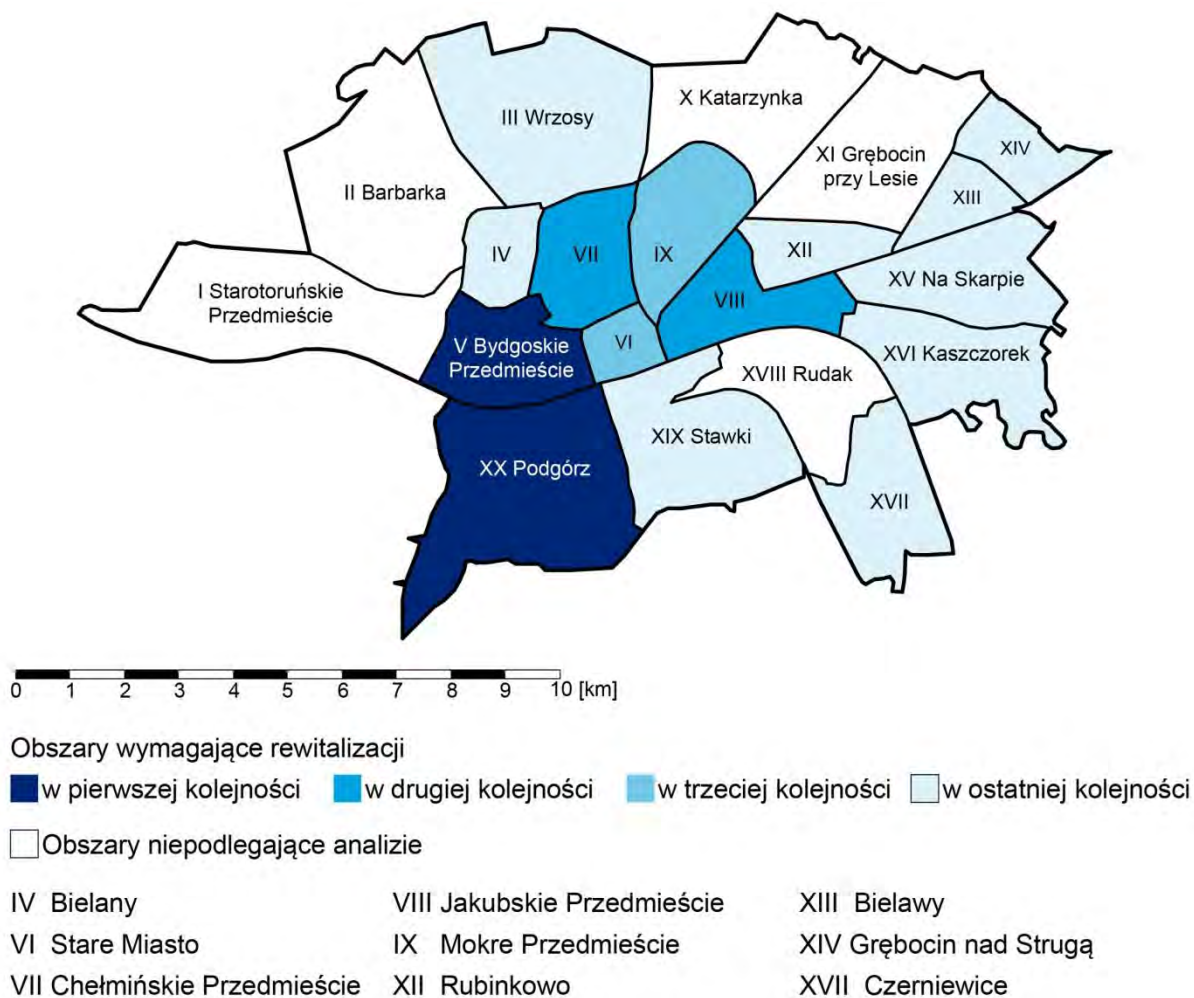 X Katarzynka
III Wrzosy
XI Grębocin
przy Lesie
XIV
XIII
II Barbarka
IV
VII
IX
XII
XV Na Skarpie
I Starotoruńskie
Przedmieście
VIII
V Bydgoskie
Przedmieście
VI
XVI Kaszczorek
XVIII Rudak
XIX Stawki
XX Podgórz
XVII
0 1 2 3 4 5 6 7 8 9 10 [km]
Obszary wymagające rewitalizacji
w pierwszej kolejności w drugiej kolejności w trzeciej kolejności w ostatniej kolejności
Obszary niepodlegające analizie
IV Bielany VIII Jakubskie Przedmieście XIII Bielawy
VI Stare Miasto IX Mokre Przedmieście XIV Grębocin nad Strugą
VII Chełmińskie Przedmieście XII Rubinkowo XVII Czerniewice